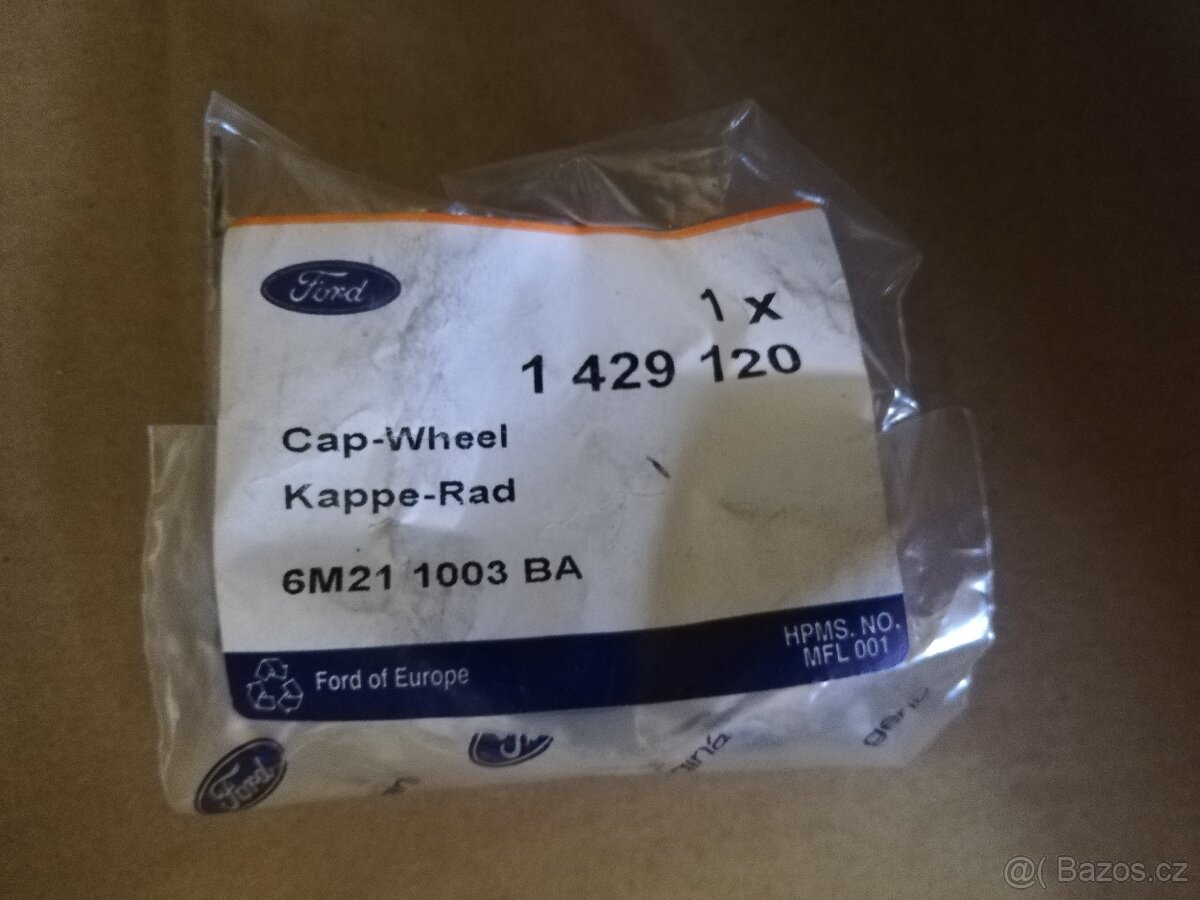 Ford
1 x
1 429 120
Cap-Wheel
Kappe-Rad
6M21 1003 BA
HPMS. NO.
MFL 001
Ford of Europe
Ford
@( Bazos.cz